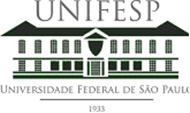 UNIFESP
UNIVERSIDADE FEDERAL DE SÃO PAULO
1933